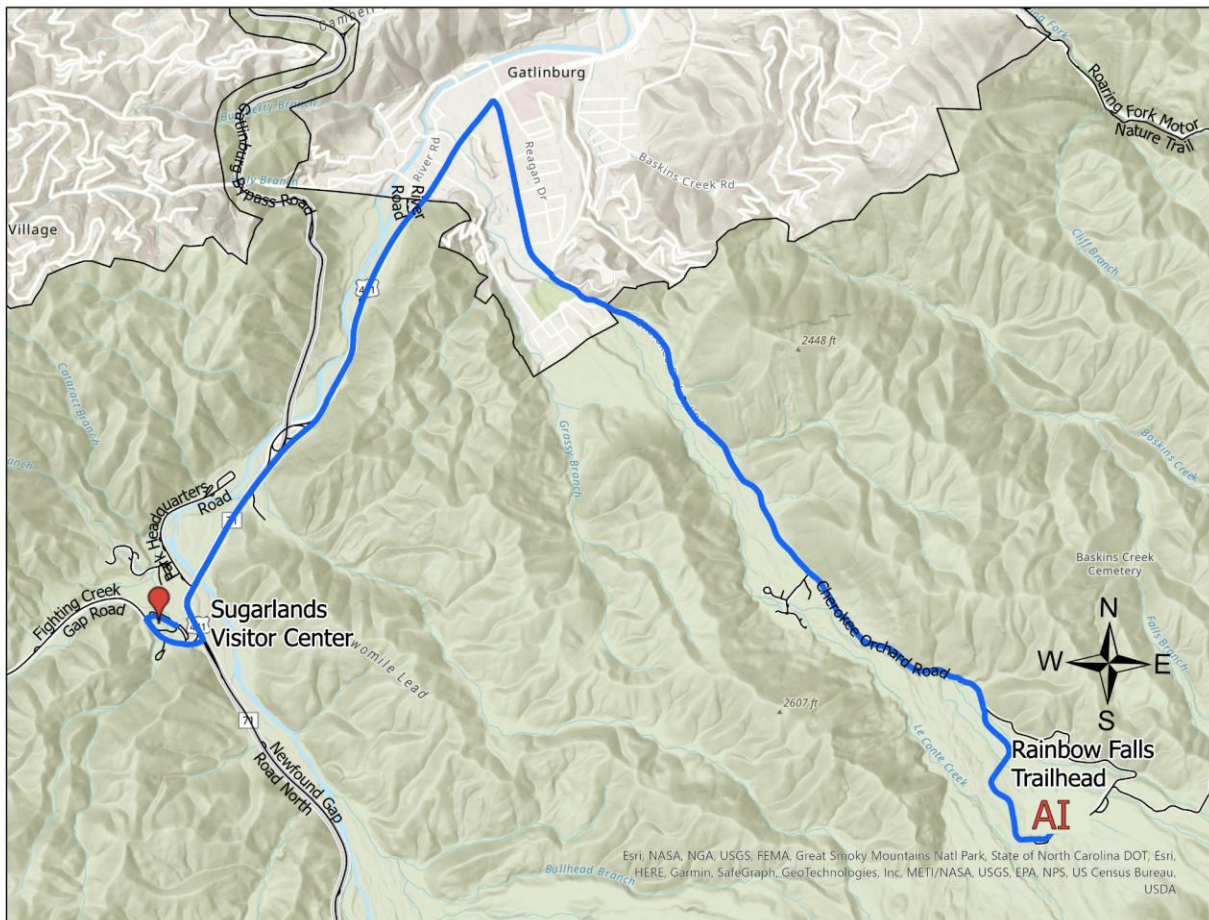 Gatlinburg
Roaring Fork Motor
Nature Trail
Gatlinburg Bypass Road
River Rd
River
Road
Reagan Dr
Baskins Creek Rd
Village
Cliff Branch
2448 ft
Cataract Branch
Grassy Branch
Baskins Creek
Park Headquarters
Road
71
Baskins Creek
Cemetery
Fighting Creek
Gap Road
Cherokee Orchard Road
Sugarlands
Visitor Center
N
W
E
S
Falls Branch
2607 ft
71
Newfound Gap
Road North
Le Conte Creek
Rainbow Falls
Trailhead
AI
Bullhead Branch
Esri, NASA, NGA, USGS, FEMA, Great Smoky Mountains Natl Park, State of North Carolina DOT, Esri,
HERE, Garmin, SafeGraph, GeoTechnologies, Inc, METI/NASA, USGS, EPA, NPS, US Census Bureau,
USDA